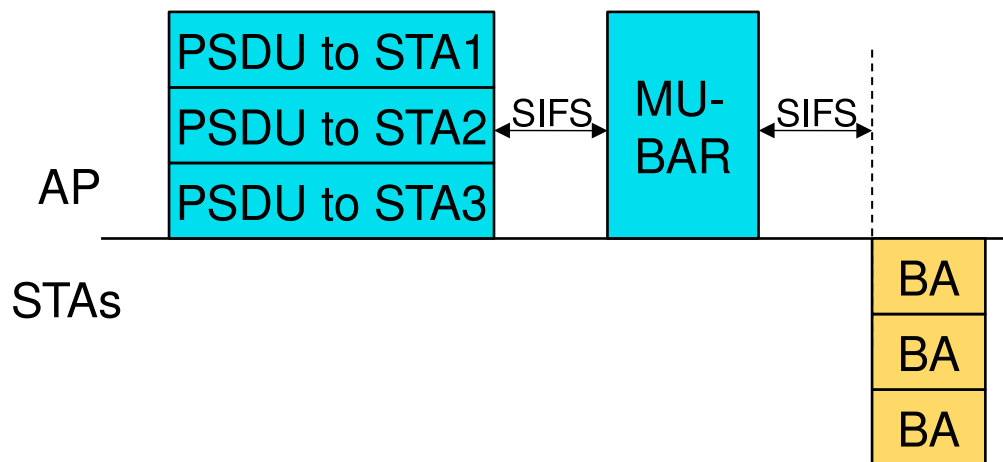 PSDU to STA1
PSDU to STA2
PSDU to STA3
SIFS
MU-
BAR
SIFS
AP
STAs
BA
BA
BA